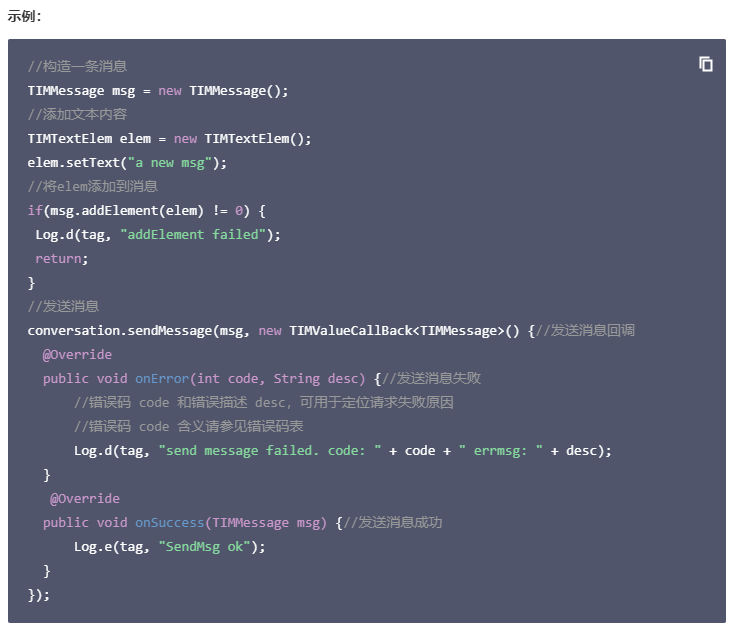 示例：
//构造一条消息
TIMMessage msg = new TIMMessage();
//添加文本内容
TIMTextElem elem = new TIMTextElem();
elem.setText("a new msg");
//将elem添加到消息
if(msg.addElement(elem) != 0) {
 Log.d(tag, "addElement failed");
 return;
}
//发送消息
conversation.sendMessage(msg, new TIMValueCallBack<TIMMessage>() {//发送消息回调
  @Override
  public void onError(int code, String desc) {//发送消息失败
      //错误码 code 和错误描述 desc，可用于定位请求失败原因
      //错误码 code 含义请参见错误码表
      Log.d(tag, "send message failed. code: " + code + " errmsg: " + desc);
  }
   @Override
  public void onSuccess(TIMMessage msg) {//发送消息成功
      Log.e(tag, "SendMsg ok");
  }
});